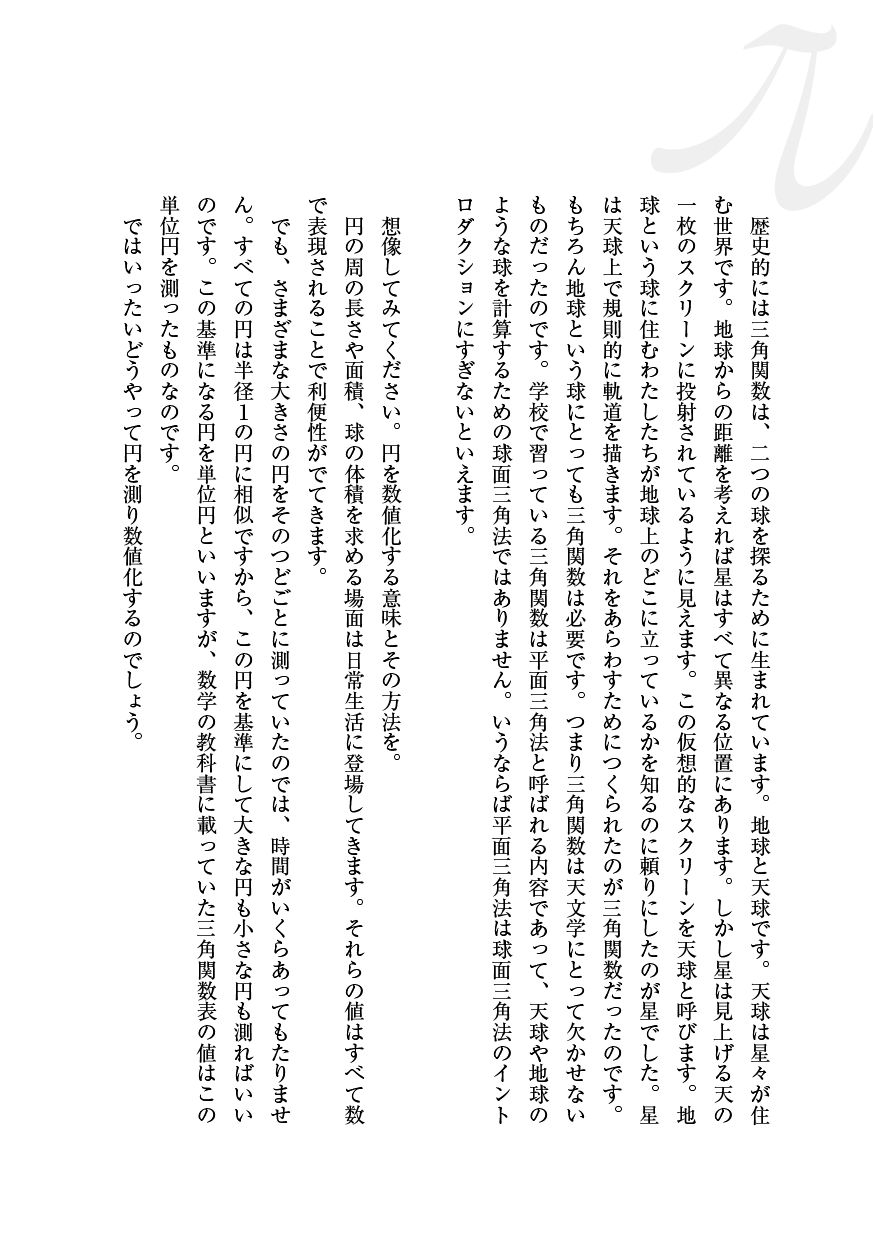 π
歴史的には三角関数は、二つの球を探るために生まれています。地球と天球です。天球は星々が住
む世界です。地球からの距離を考えれば星はすべて異なる位置にあります。しかし星は見上げる天の
一枚のスクリーンに投射されているように見えます。この仮想的なスクリーンを天球と呼びます。地
球という球に住むわたしたちが地球上のどこに立っているかを知るのに頼りにしたのが星でした。星
は天球上で規則的に軌道を描きます。それをあらわすためにつくられたのが三角関数だったのです。
もちろん地球という球にとっても三角関数は必要です。つまり三角関数は天文学にとって欠かせない
ものだったのです。学校で習っている三角関数は平面三角法と呼ばれる内容であって、天球や地球の
ような球を計算するための球面三角法ではありません。いうならば平面三角法は球面三角法のイント
ロダクションにすぎないといえます。
想像してみてください。円を数値化する意味とその方法を。
円の周の長さや面積、球の体積を求める場面は日常生活に登場してきます。それらの値はすべて数
で表現されることで利便性がでてきます。
でも、さまざまな大きさの円をそのつどごとに測っていたのでは、時間がいくらあってもたりませ
ん。すべての円は半径1の円に相似ですから、この円を基準にして大きな円も小さな円も測ればいい
のです。この基準になる円を単位円といいますが、数学の教科書に載っていた三角関数表の値はこの
単位円を測ったものなのです。
ではいったいどうやって円を測り数値化するのでしょう。